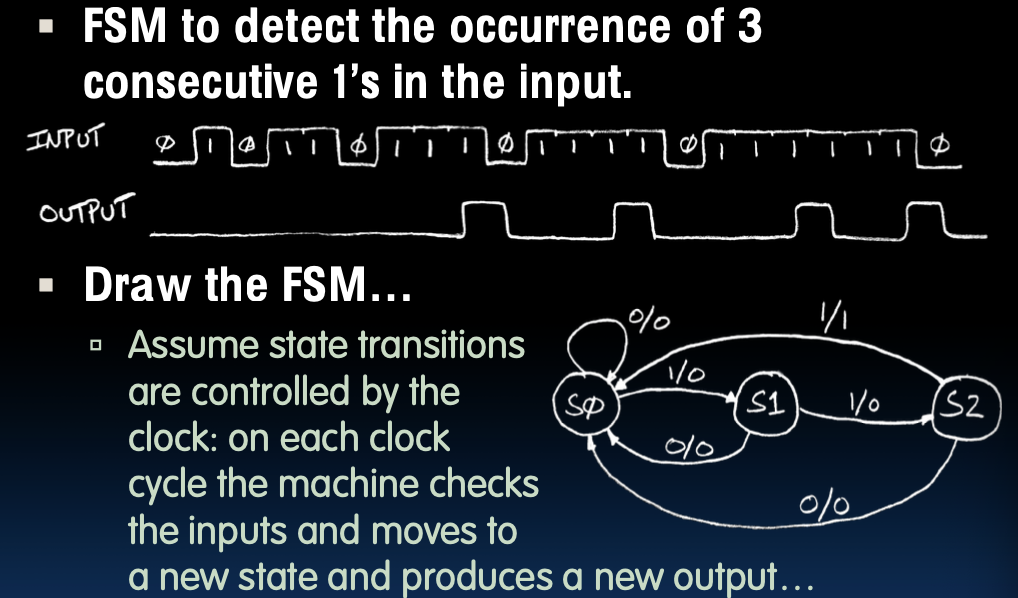 FSM to detect the occurrence of 3
consecutive 1's in the input.
INPUT φ 1 φ 1 1 φ 1 1 1 φ 1 1 1 1 φ 1 1 1 1 1 1 φ
OUTPUT
Draw the FSM...
Assume state transitions
are controlled by the
clock: on each clock
cycle the machine checks
the inputs and moves to
a new state and produces a new output...
0/0
1/1
1/0
Sφ
S1
1/0
S2
0/0
0/0